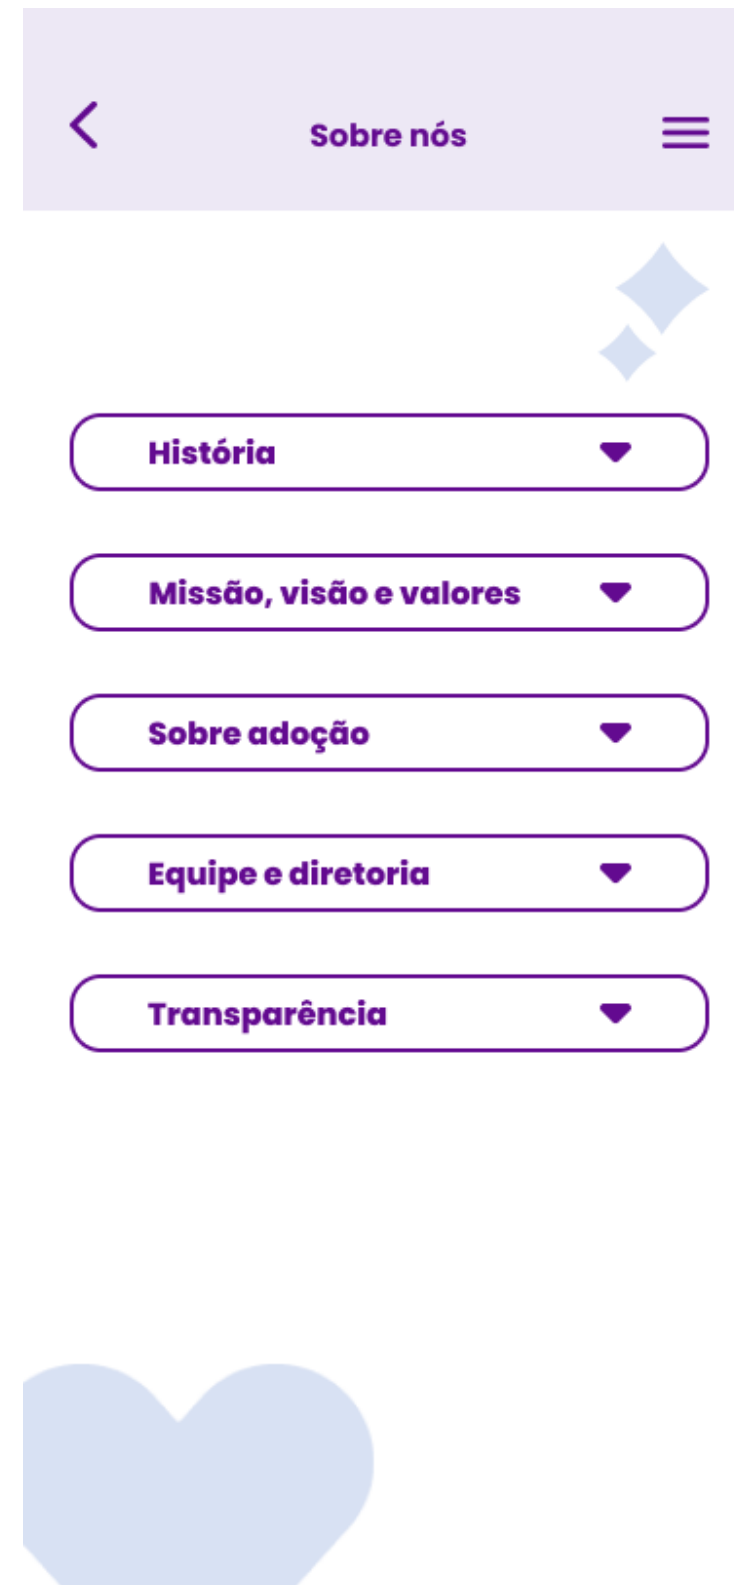 Sobre nós
História
Missão, visão e valores
Sobre adoção
Equipe e diretoria
Transparência